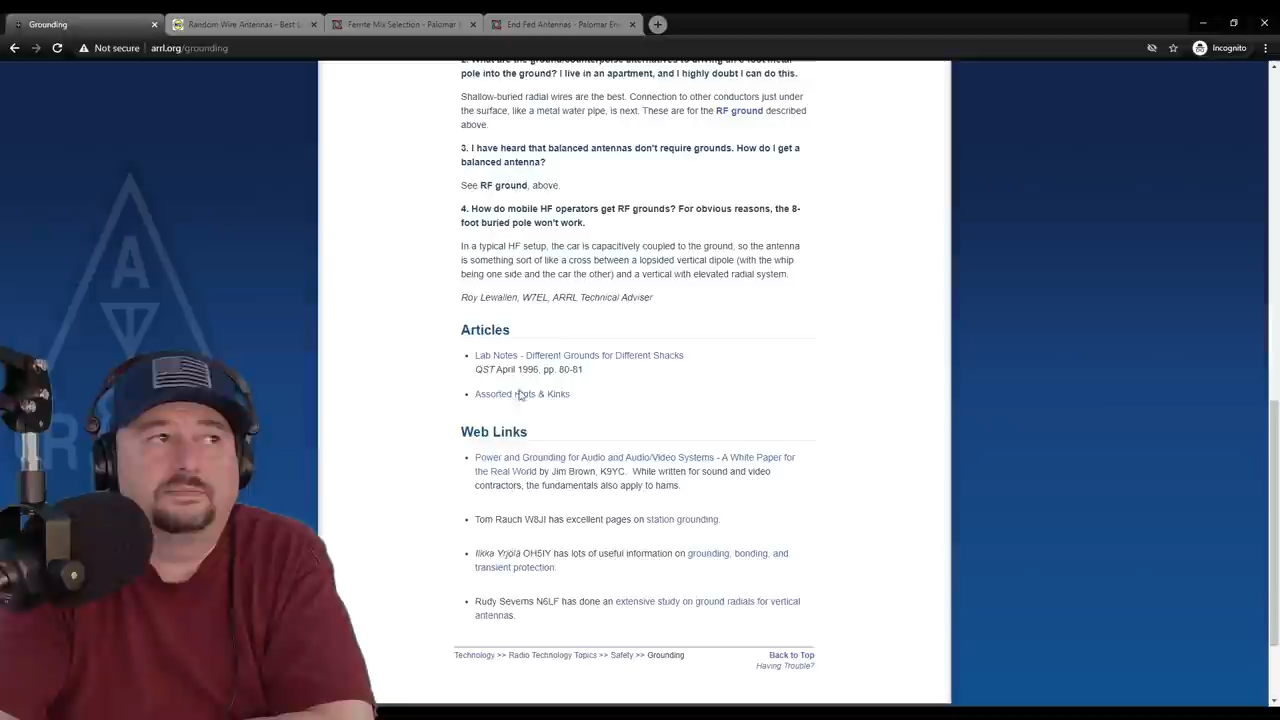 Grounding
Random Wire Antennas - Best L
Ferrite Mix Selection - Palomar
End Fed Antennas - Palomar En
Not secure
arrl.org/grounding
Incognito
2. What are the ground/counterpoise alternatives to driving an 8-foot metal
pole into the ground? I live in an apartment, and I highly doubt I can do this.
Shallow-buried radial wires are the best. Connection to other conductors just under
the surface, like a metal water pipe, is next. These are for the RF ground described
above.
3. I have heard that balanced antennas don't require grounds. How do I get a
balanced antenna?
See RF ground, above.
4. How do mobile HF operators get RF grounds? For obvious reasons, the 8-
foot buried pole won't work.
In a typical HF setup, the car is capacitively coupled to the ground, so the antenna
is something sort of like a cross between a lopsided vertical dipole (with the whip
being one side and the car the other) and a vertical with elevated radial system.
Roy Lewallen, W7EL, ARRL Technical Adviser
Articles
Lab Notes - Different Grounds for Different Shacks
QST April 1996, pp. 80-81
Assorted Hints & Kinks
Web Links
Power and Grounding for Audio and Audio/Video Systems - A White Paper for
the Real World by Jim Brown, K9YC. While written for sound and video
contractors, the fundamentals also apply to hams.
Tom Rauch W8JI has excellent pages on station grounding.
Ilkka Yrjölä OH5IY has lots of useful information on grounding, bonding, and
transient protection.
Rudy Severns N6LF has done an extensive study on ground radials for vertical
antennas.
Technology >> Radio Technology Topics >> Safety >> Grounding
Back to Top
Having Trouble?
A